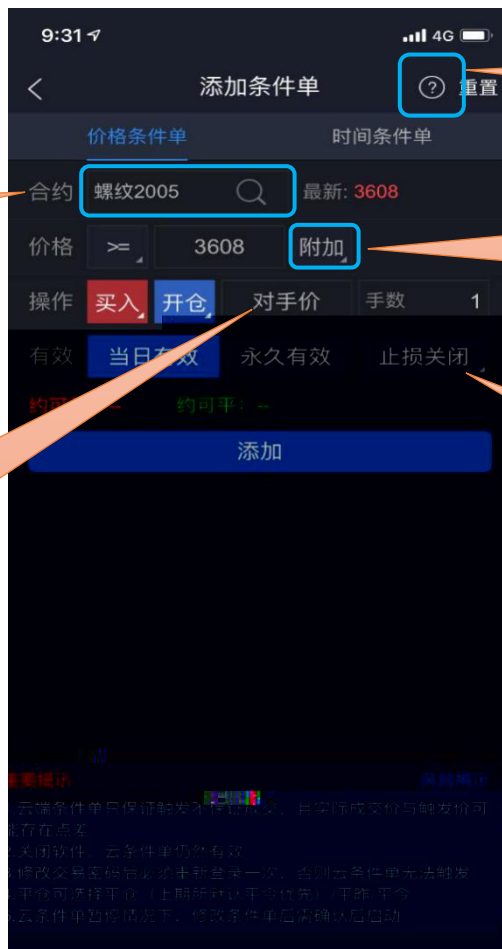 9:31 4G
添加条件单 ? 重置
价格条件单 时间条件单
合约 螺纹2005 最新: 3608
价格 >= 3608 附加
操作 买入 开仓 对手价 手数 1
有效 当日有效 永久有效 止损关闭
约可 -- 约可平: --
添加
重要提示 风险揭示
云端条件单只保证触发不保证成交，其实际成交价与触发价可
能存在点差
2.关闭软件，云条件单仍然有效
3.修改交易密码后必须重新登录一次，否则云条件单无法触发
4.平仓可选择平仓（上期所默认平今优先）/平昨/平今
5.云条件单暂停情况下，修改条件单后需确认后启动